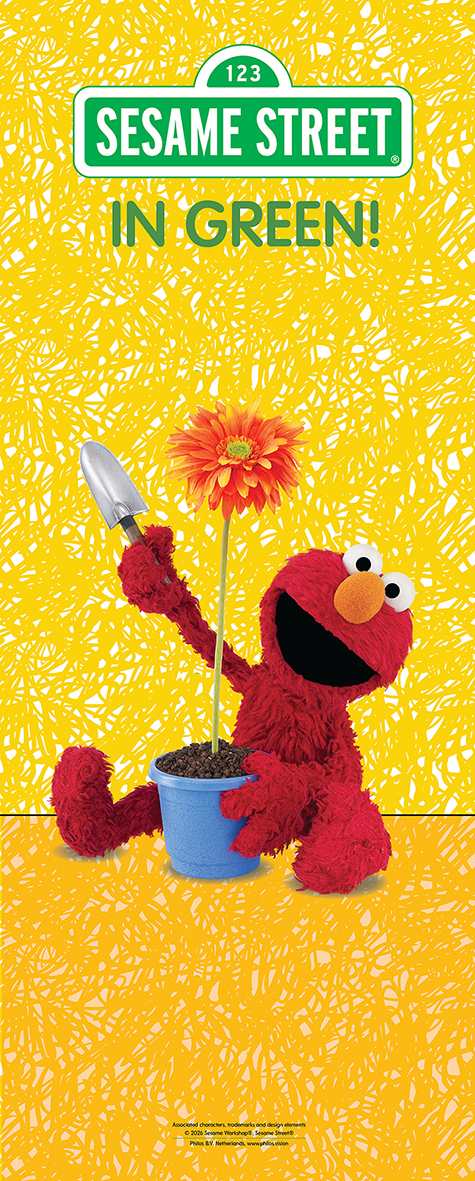 123
SESAME STREET®
IN GREEN!
Associated characters, trademarks and design elements
© 2026 Sesame Workshop®, Sesame Street®
Philos B.V. Netherlands, www.philos.vision